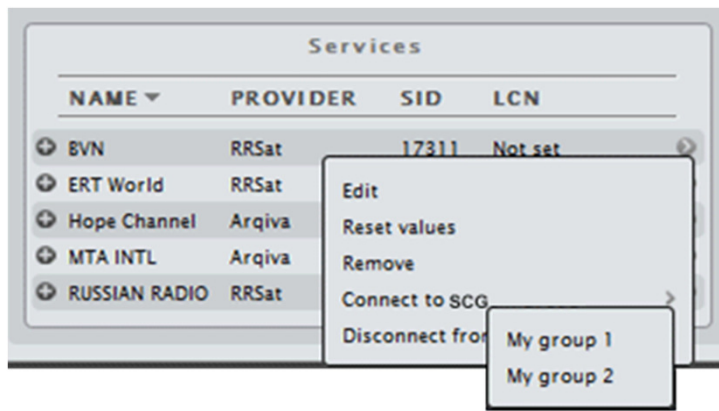 Services
NAME PROVIDER SID LCN
BVN RRSat 17311 Not set
ERT World RRSat
Hope Channel Arqiva
MTA INTL Arqiva
RUSSIAN RADIO RRSat
Edit
Reset values
Remove
Connect to SCG
Disconnect from
My group 1
My group 2